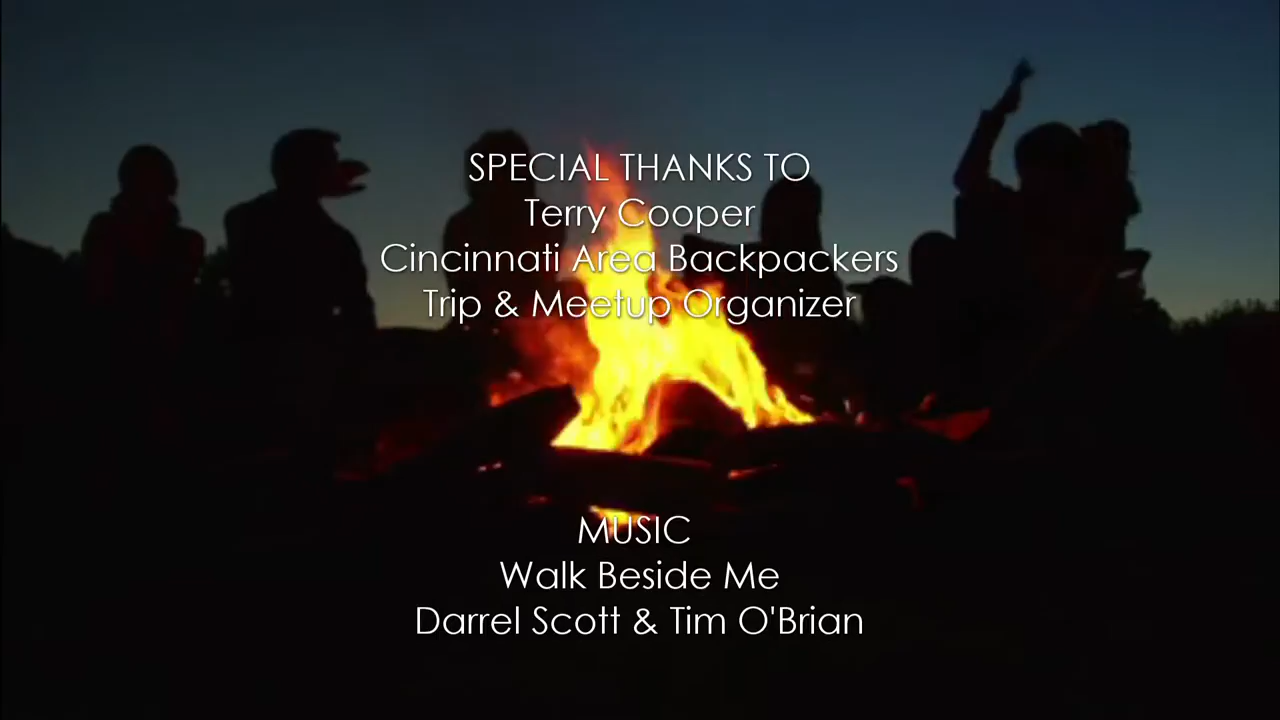 SPECIAL THANKS TO
Terry Cooper
Cincinnati Area Backpackers
Trip & Meetup Organizer
MUSIC
Walk Beside Me
Darrel Scott & Tim O'Brian